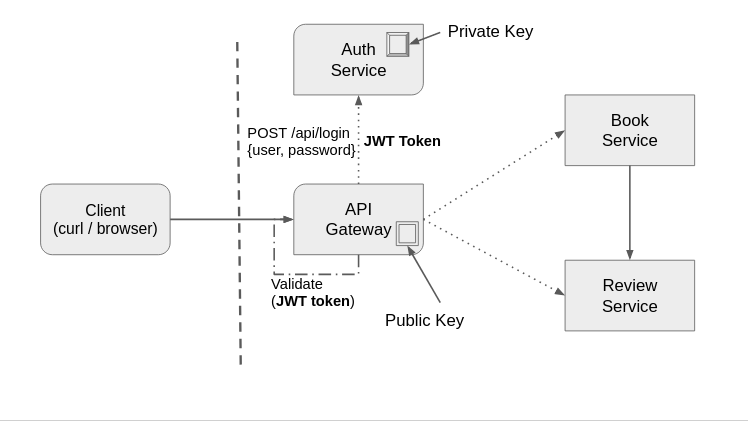 Private Key
Auth
Service
POST /api/login
{user, password}
JWT Token
Book
Service
Client
(curl / browser)
API
Gateway
Validate
(JWT token)
Public Key
Review
Service